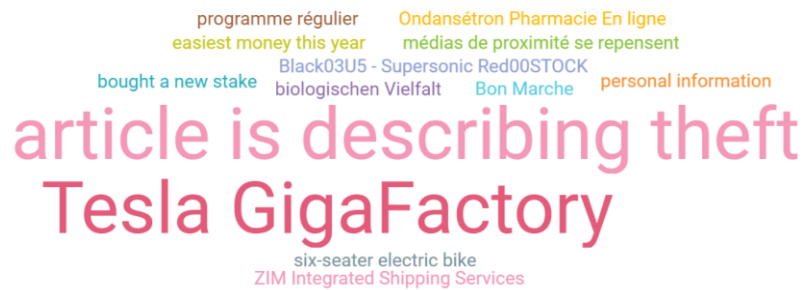 programme régulier Ondansétron Pharmacie En ligne
easiest money this year médias de proximité se repensent
Black03U5 - Supersonic Red00STOCK
bought a new stake biologischen Vielfalt Bon Marche personal information
article is describing theft
Tesla GigaFactory
six-seater electric bike
ZIM Integrated Shipping Services